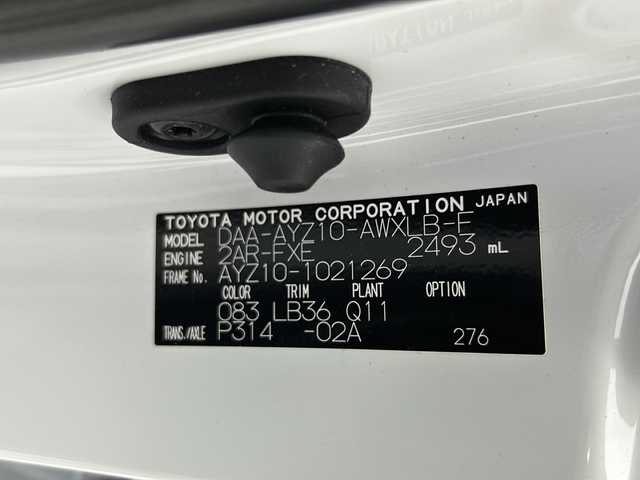 TOYOTA MOTOR CORPORATION JAPAN
MODEL DAA-AYZ10-AWXLB-F
ENGINE 2AR-FXE 2493 mL
FRAME No. AYZ10-1021269
COLOR TRIM PLANT OPTION
083 LB36 Q11
TRANS./AXLE P314 -02A 276